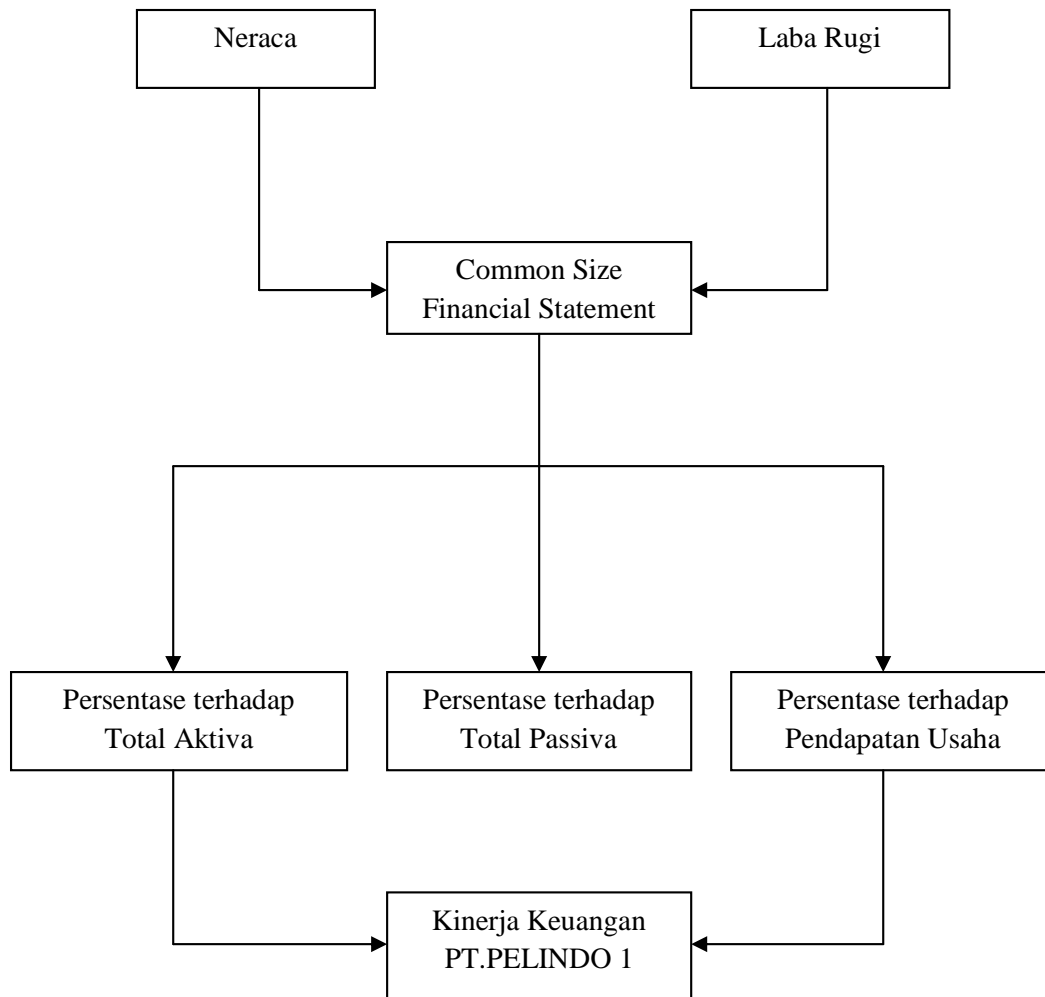 Neraca
Laba Rugi
Common Size
Financial Statement
Persentase terhadap
Total Aktiva
Persentase terhadap
Total Passiva
Persentase terhadap
Pendapatan Usaha
Kinerja Keuangan
PT.PELINDO 1